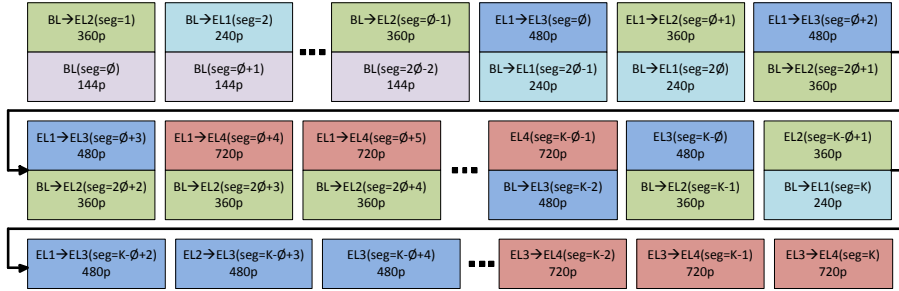 BL→EL2(seg=1)
360p
BL(seg=Ø)
144p
BL→EL1(seg=2)
240p
BL(seg=Ø+1)
144p
BL→EL2(seg=Ø-1)
360p
BL(seg=2Ø-2)
144p
EL1→EL3(seg=Ø)
480p
BL→EL1(seg=2Ø-1)
240p
EL1→EL2(seg=Ø+1)
360p
BL→EL1(seg=2Ø)
240p
EL1→EL3(seg=Ø+2)
480p
BL→EL2(seg=2Ø+1)
360p
EL1→EL3(seg=Ø+3)
480p
BL→EL2(seg=2Ø+2)
360p
EL1→EL4(seg=Ø+4)
720p
BL→EL2(seg=2Ø+3)
360p
EL1→EL4(seg=Ø+5)
720p
BL→EL2(seg=2Ø+4)
360p
EL4(seg=K-Ø-1)
720p
BL→EL3(seg=K-2)
480p
EL3(seg=K-Ø)
480p
BL→EL2(seg=K-1)
360p
EL2(seg=K-Ø+1)
360p
BL→EL1(seg=K)
240p
EL1→EL3(seg=K-Ø+2)
480p
EL2→EL3(seg=K-Ø+3)
480p
EL3(seg=K-Ø+4)
480p
EL3→EL4(seg=K-2)
720p
EL3→EL4(seg=K-1)
720p
EL3→EL4(seg=K)
720p